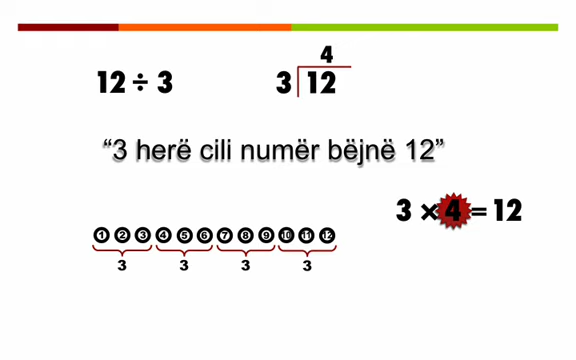 4
12 ÷ 3 3 12
“3 herë cili numër bëjnë 12”
3 × 4 = 12
1 2 3 4 5 6 7 8 9 10 11 12
3 3 3 3